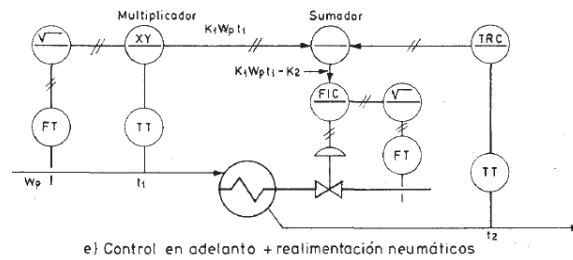 Multiplicador
Sumador
√
XY
K₁Wₚt₁
TRC
K₁Wₚt₁-K₂
FIC
√
FT
TT
FT
TT
Wₚ
t₁
t₂
e) Control en adelanto + realimentación neumáticos